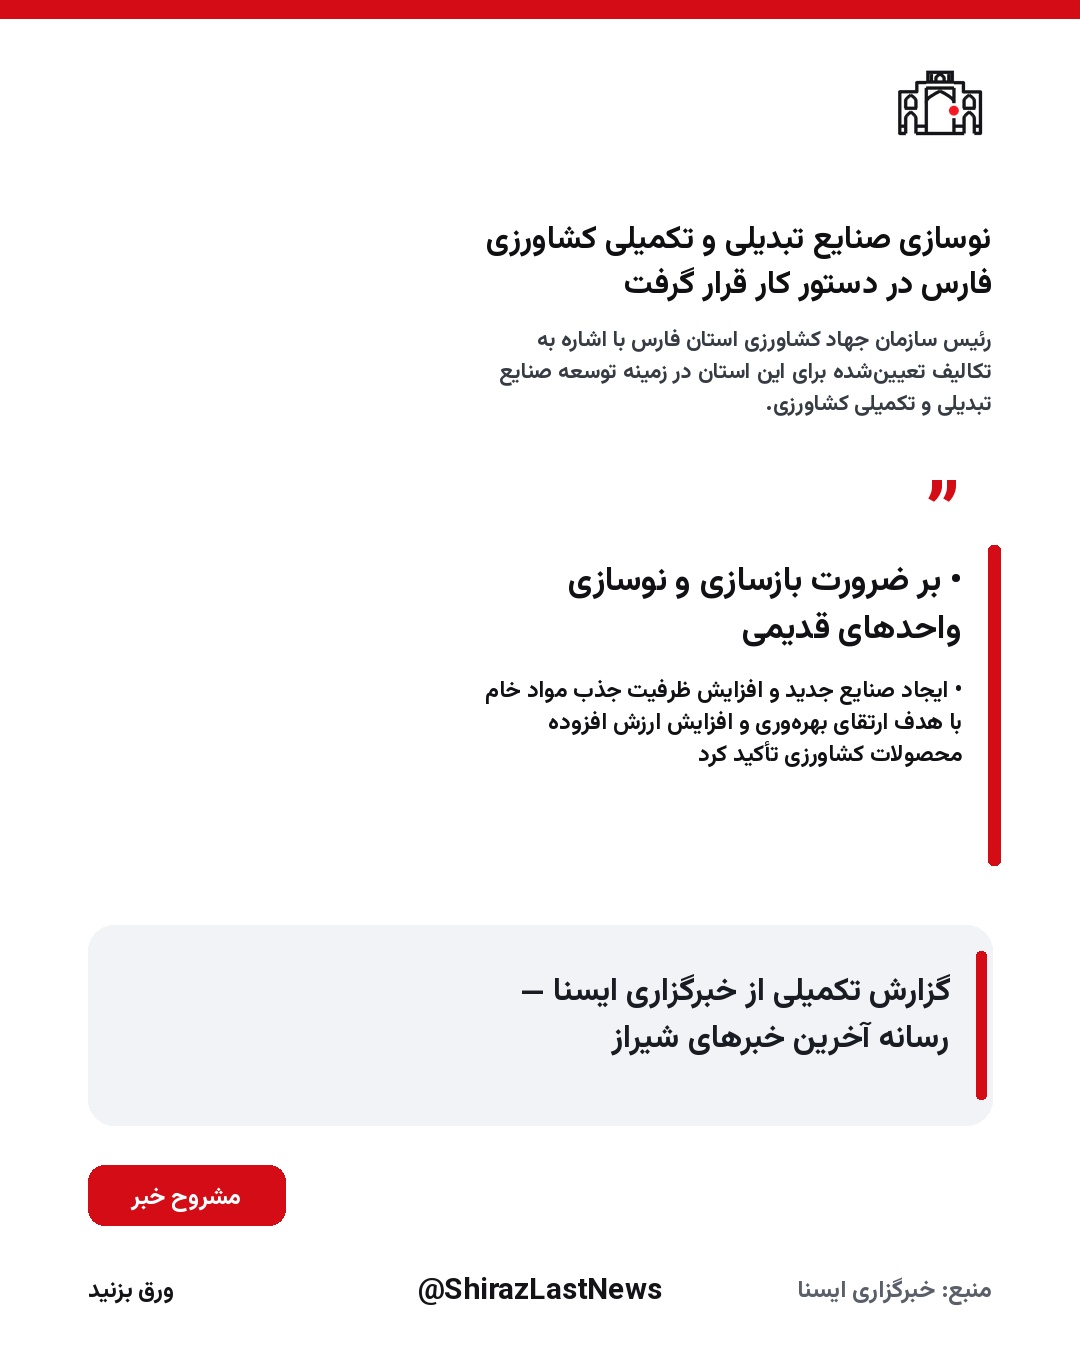 نوسازی صنایع تبدیلی و تکمیلی کشاورزی
فارس در دستور کار قرار گرفت
رئیس سازمان جهاد کشاورزی استان فارس با اشاره به
تکالیف تعیین‌شده برای این استان در زمینه توسعه صنایع
تبدیلی و تکمیلی کشاورزی.
”
• بر ضرورت بازسازی و نوسازی
واحدهای قدیمی
• ایجاد صنایع جدید و افزایش ظرفیت جذب مواد خام
با هدف ارتقای بهره‌وری و افزایش ارزش افزوده
محصولات کشاورزی تأکید کرد
گزارش تکمیلی از خبرگزاری ایسنا —
رسانه آخرین خبرهای شیراز
مشروح خبر
منبع: خبرگزاری ایسنا
@ShirazLastNews
ورق بزنید